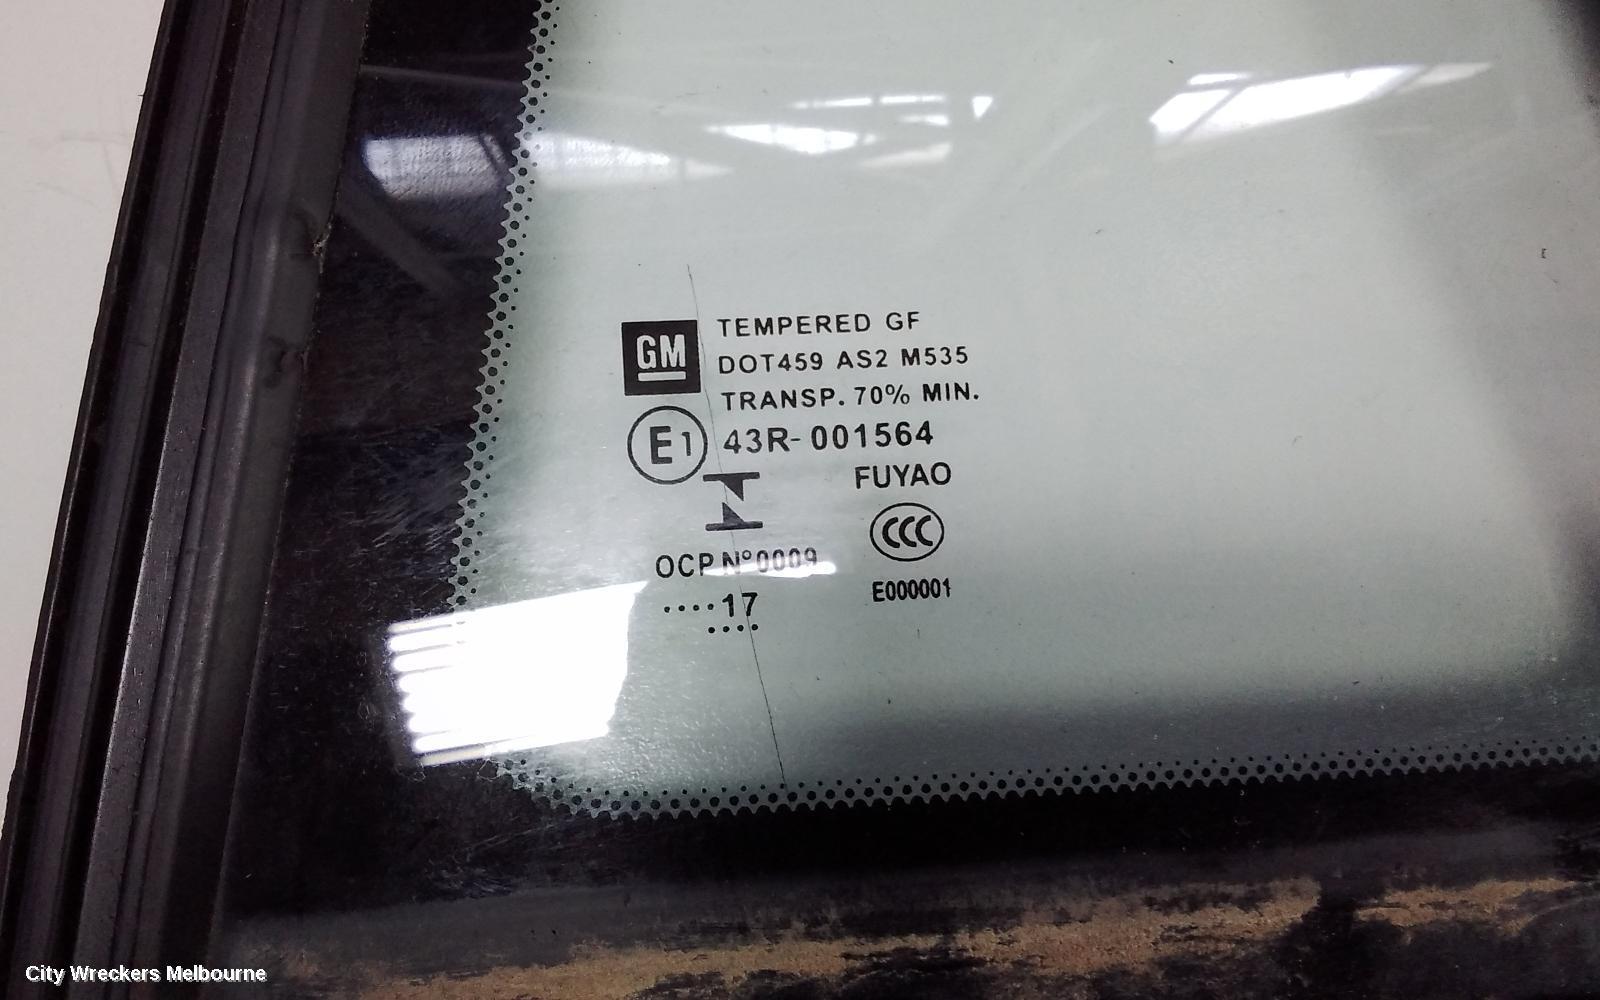 GM
TEMPERED GF
DOT459 AS2 M535
TRANSP. 70% MIN.
E1 43R-001564
FUYAO
CCC
OCP N°0009
E000001
....17
....
City Wreckers Melbourne